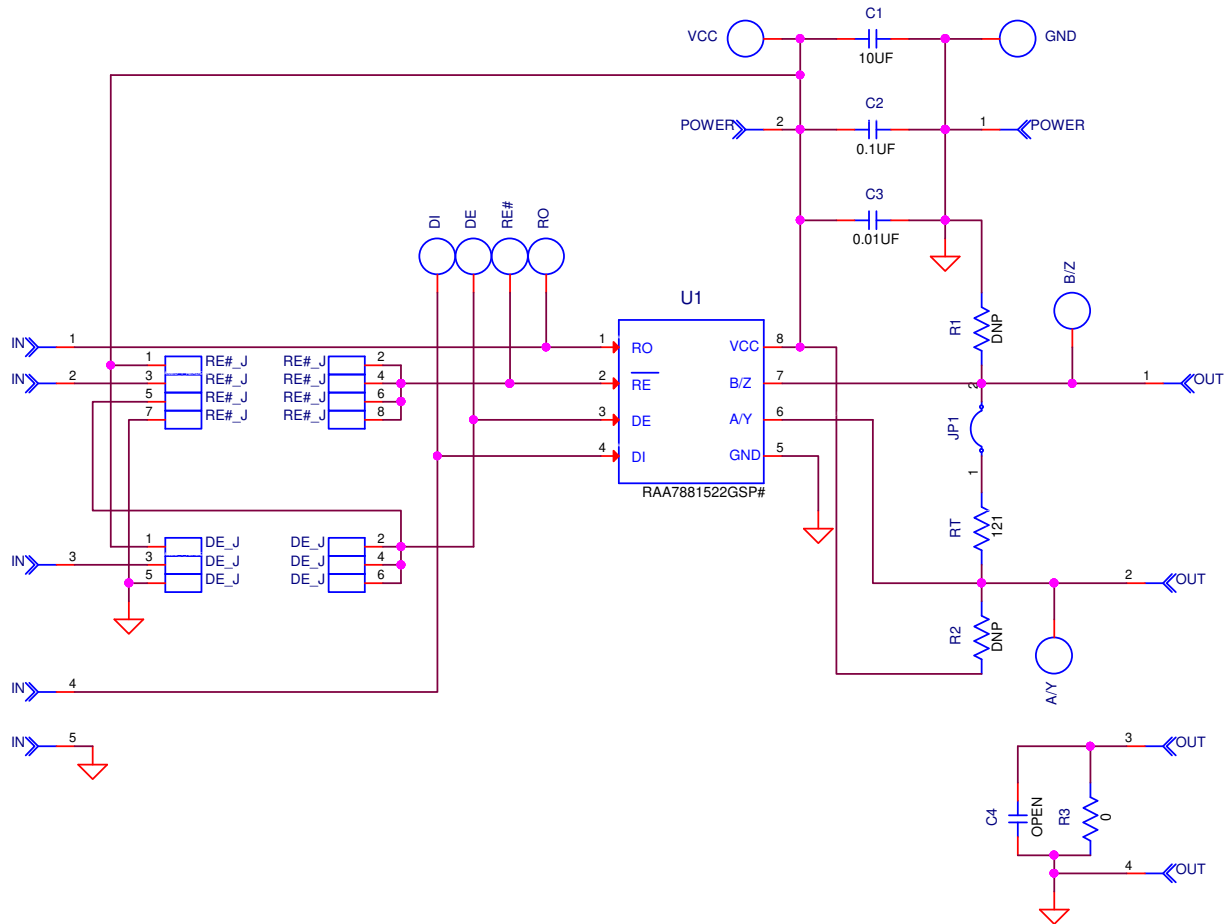 C1
VCC
GND
10UF
C2
POWER
2
1
POWER
0.1UF
C3
0.01UF
DI
DE
RE#
RO
B/Z
U1
R1
DNP
IN
1
1
RO
VCC
8
1
RE#_J
RE#_J
2
IN
2
3
RE#_J
RE#_J
4
2
RE
B/Z
7
2
1
OUT
5
RE#_J
RE#_J
6
7
RE#_J
RE#_J
8
3
DE
A/Y
6
JP1
4
DI
GND
5
1
RAA7881522GSP#
RT
121
1
DE_J
DE_J
2
IN
3
3
DE_J
DE_J
4
5
DE_J
DE_J
6
2
OUT
R2
DNP
A/Y
IN
4
IN
5
3
OUT
C4
OPEN
R3
0
4
OUT